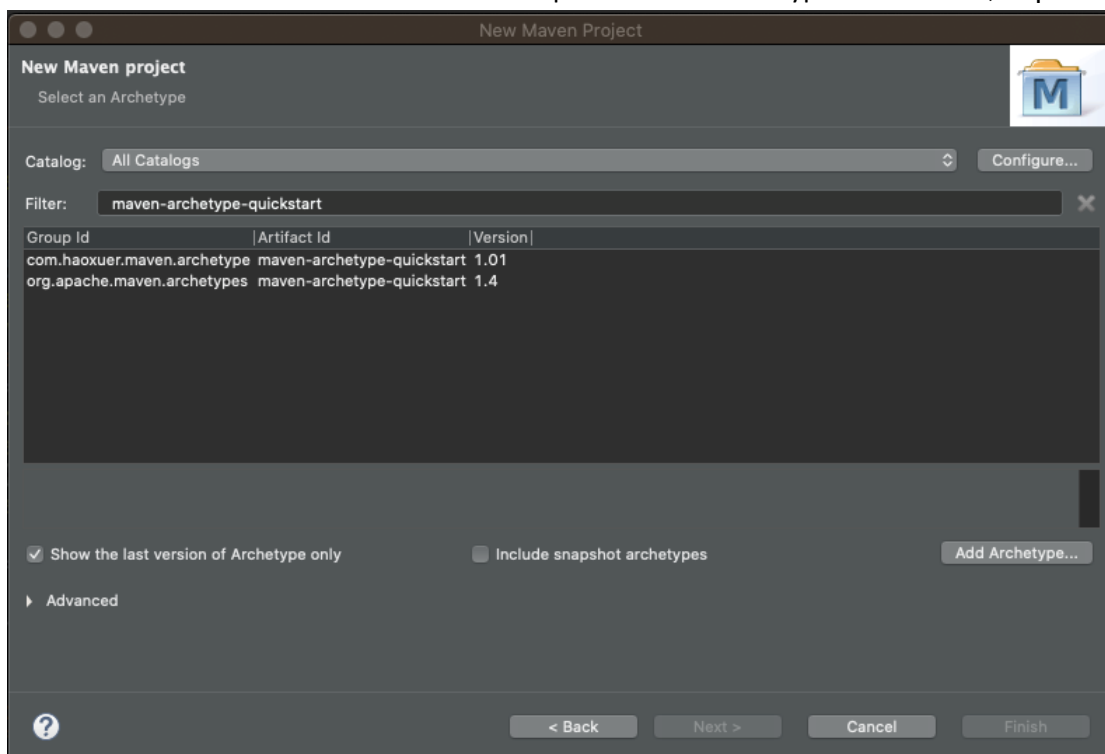 New Maven Project
New Maven project
Select an Archetype
M
Catalog: All Catalogs Configure...
Filter: maven-archetype-quickstart
Group Id Artifact Id Version
com.haoxuer.maven.archetype maven-archetype-quickstart 1.01
org.apache.maven.archetypes maven-archetype-quickstart 1.4
Show the last version of Archetype only Include snapshot archetypes Add Archetype...
Advanced
? < Back Next > Cancel Finish